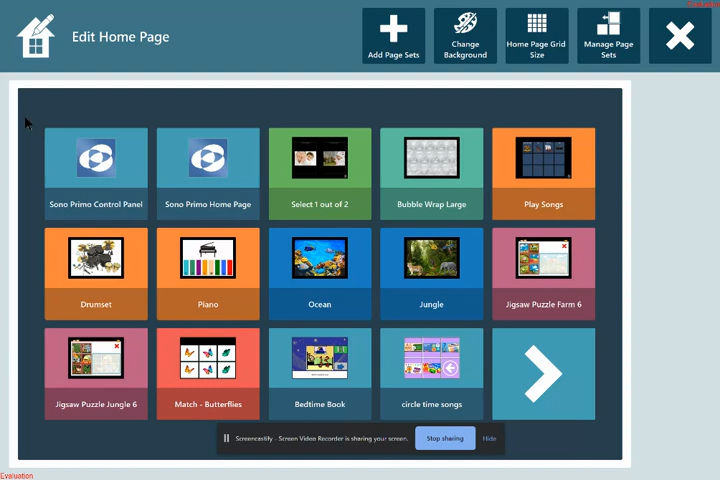 Evaluation
Edit Home Page
Add Page Sets
Change
Background
Home Page Grid
Size
Manage Page
Sets
Sono Primo Control Panel
Sono Primo Home Page
Select 1 out of 2
Bubble Wrap Large
Play Songs
Drumset
Piano
Ocean
Jungle
Jigsaw Puzzle Farm 6
Jigsaw Puzzle Jungle 6
Match - Butterflies
Bedtime Book
circle time songs
Screencastify - Screen Video Recorder is sharing your screen.
Stop sharing
Hide
Evaluation